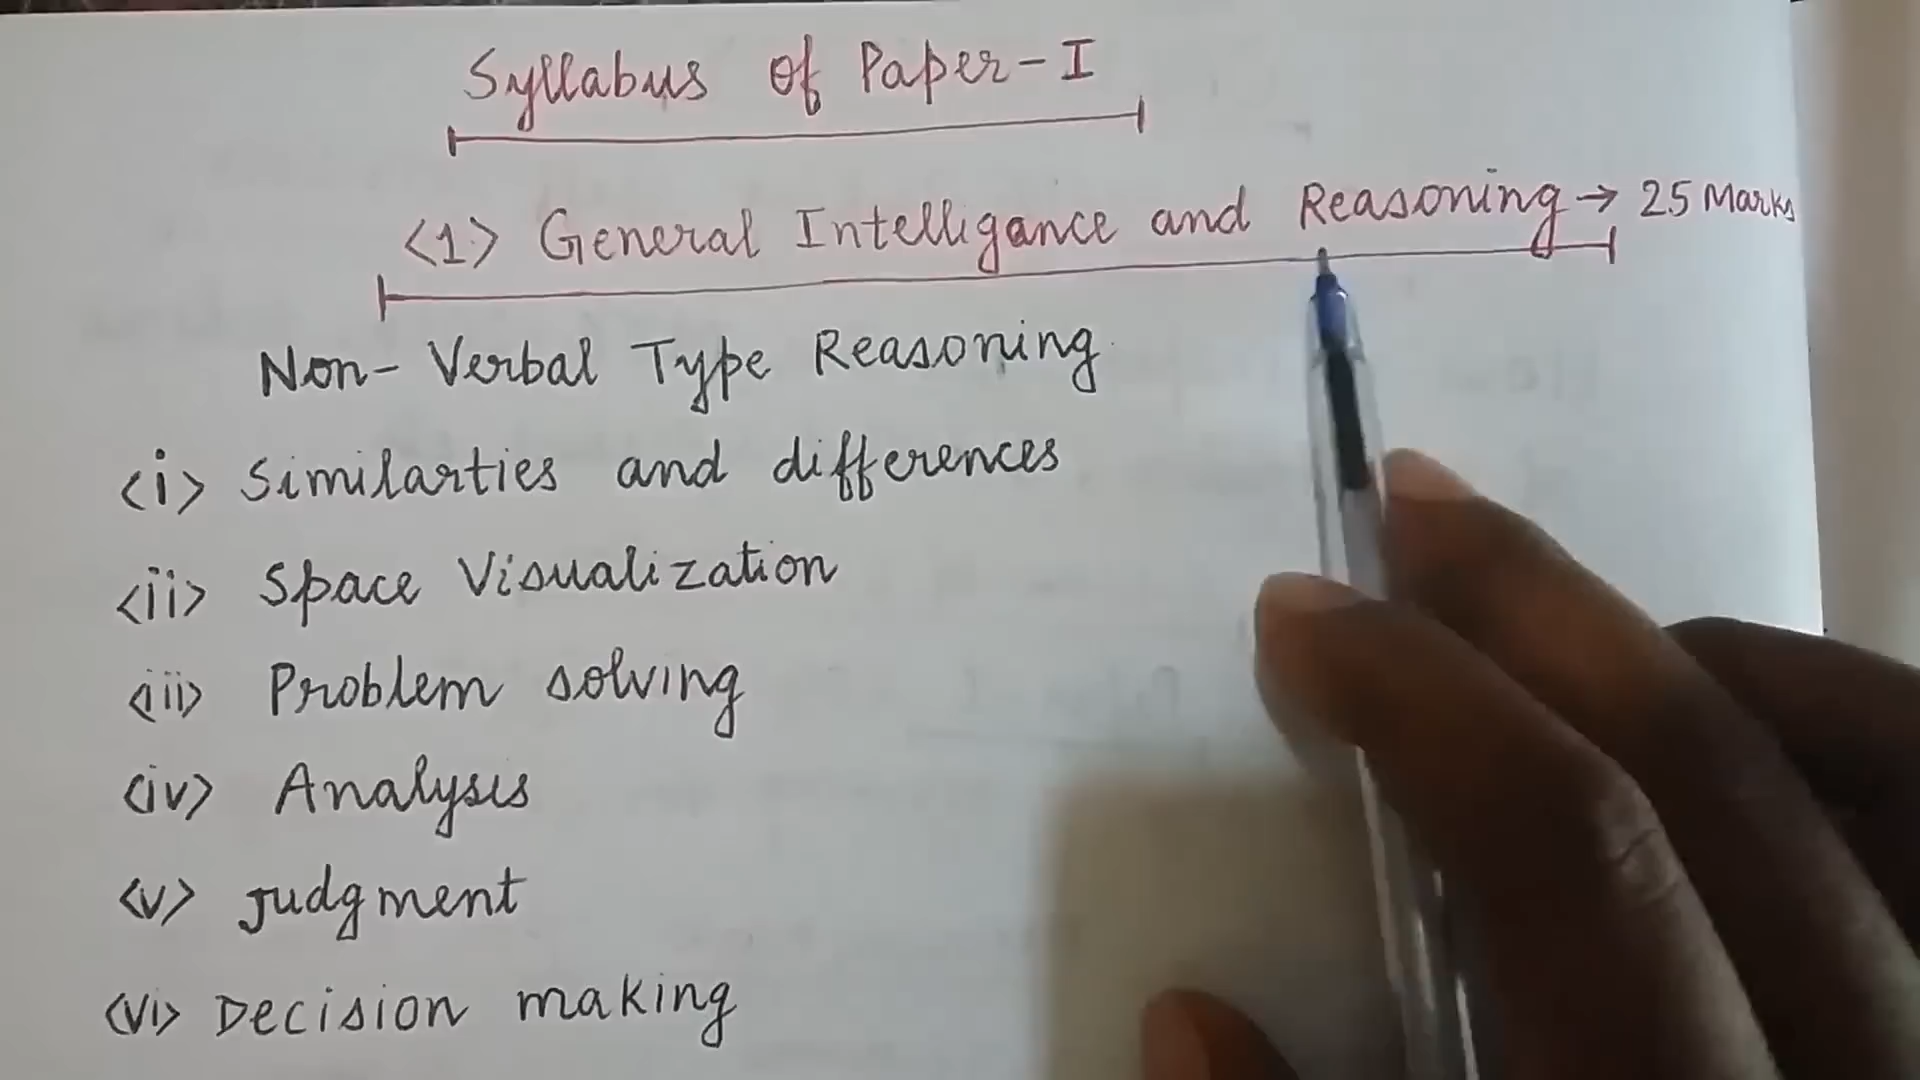 Syllabus of Paper-I
<1> General Intelligance and Reasoning → 25 Marks
Non-Verbal Type Reasoning
<i> Similarties and differences
<ii> Space Visualization
<iii> Problem solving
<iv> Analysis
<v> Judgment
<vi> Decision making